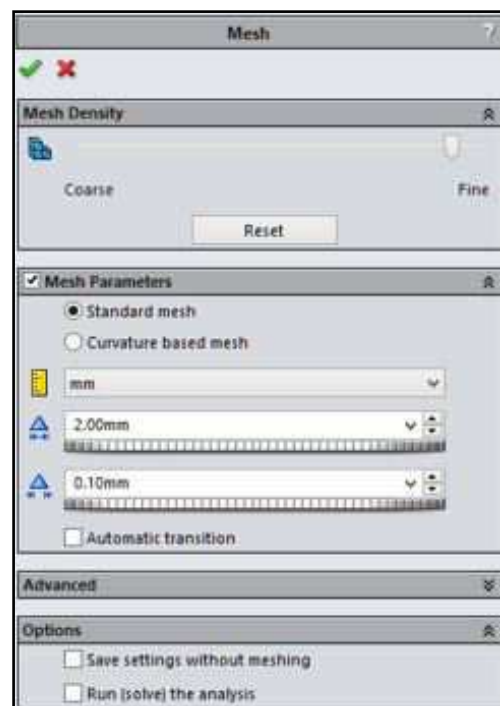 Mesh ?
Mesh Density
Coarse Fine
Reset
Mesh Parameters
Standard mesh
Curvature based mesh
mm
2.00mm
0.10mm
Automatic transition
Advanced
Options
Save settings without meshing
Run (solve) the analysis